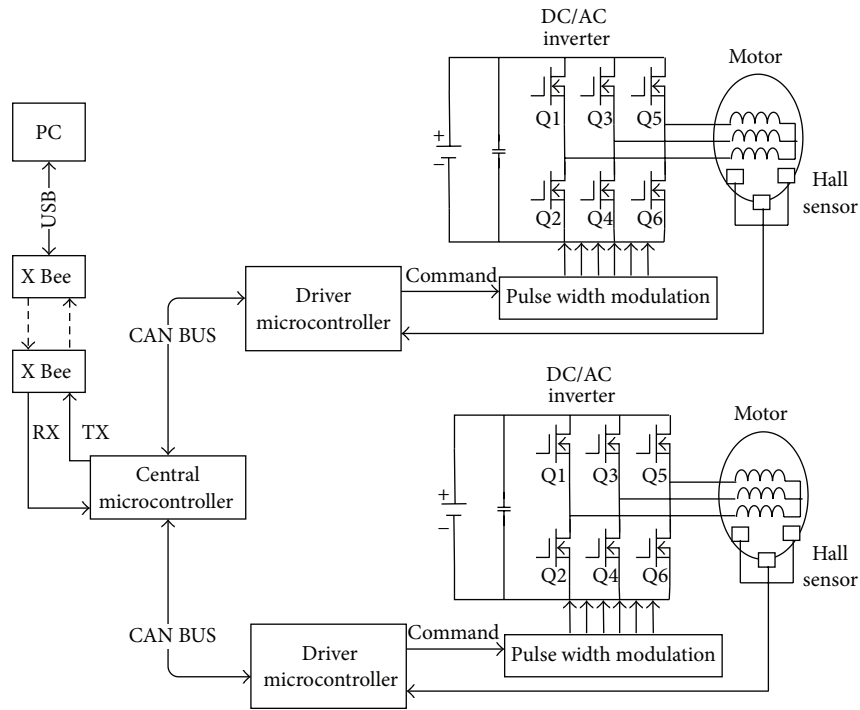 DC/AC
inverter
Motor
Q1
Q3
Q5
+
−
Q2
Q4
Q6
Hall
sensor
PC
USB
X Bee
Command
Driver
microcontroller
Pulse width modulation
CAN BUS
X Bee
RX
TX
Central
microcontroller
DC/AC
inverter
Motor
Q1
Q3
Q5
+
−
Q2
Q4
Q6
Hall
sensor
CAN BUS
Command
Driver
microcontroller
Pulse width modulation